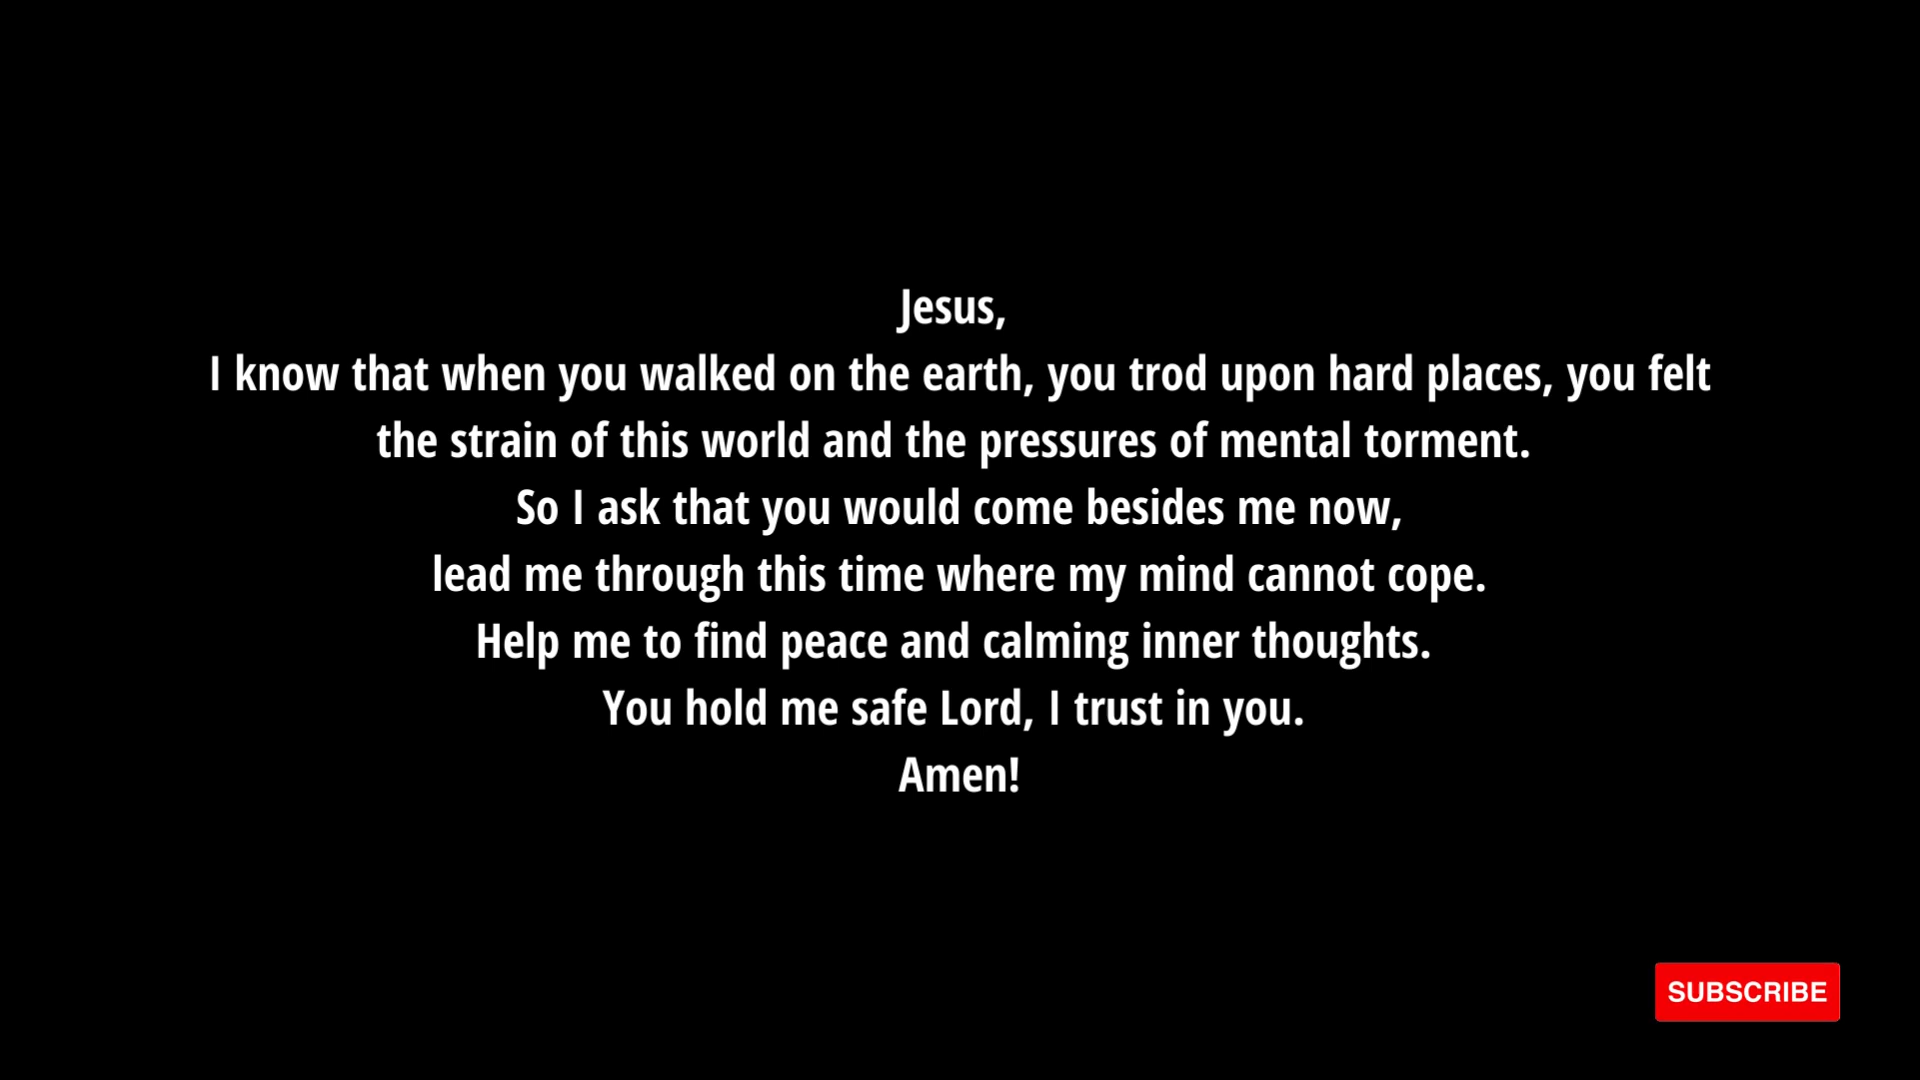 Jesus,
I know that when you walked on the earth, you trod upon hard places, you felt
the strain of this world and the pressures of mental torment.
So I ask that you would come besides me now,
lead me through this time where my mind cannot cope.
Help me to find peace and calming inner thoughts.
You hold me safe Lord, I trust in you.
Amen!
SUBSCRIBE